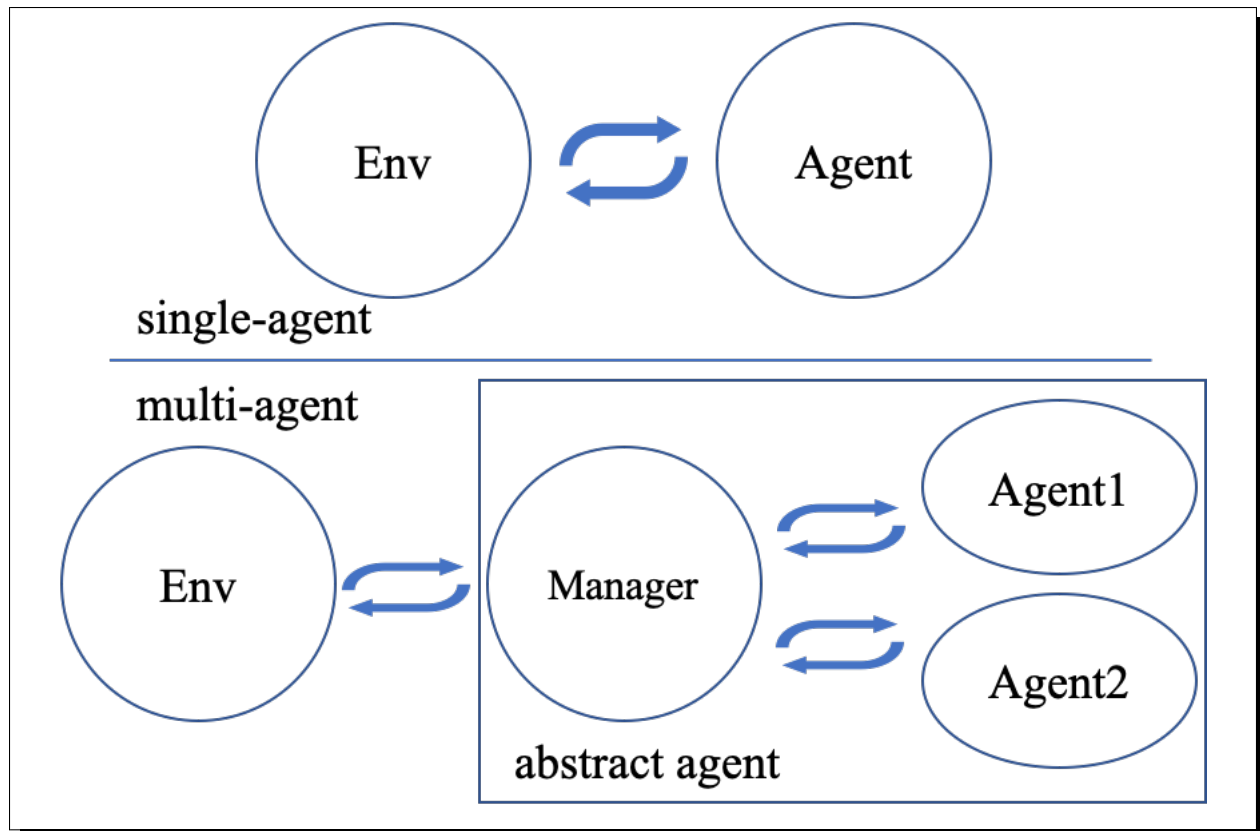 Env
Agent
single-agent
multi-agent
Agent1
Env
Manager
Agent2
abstract agent